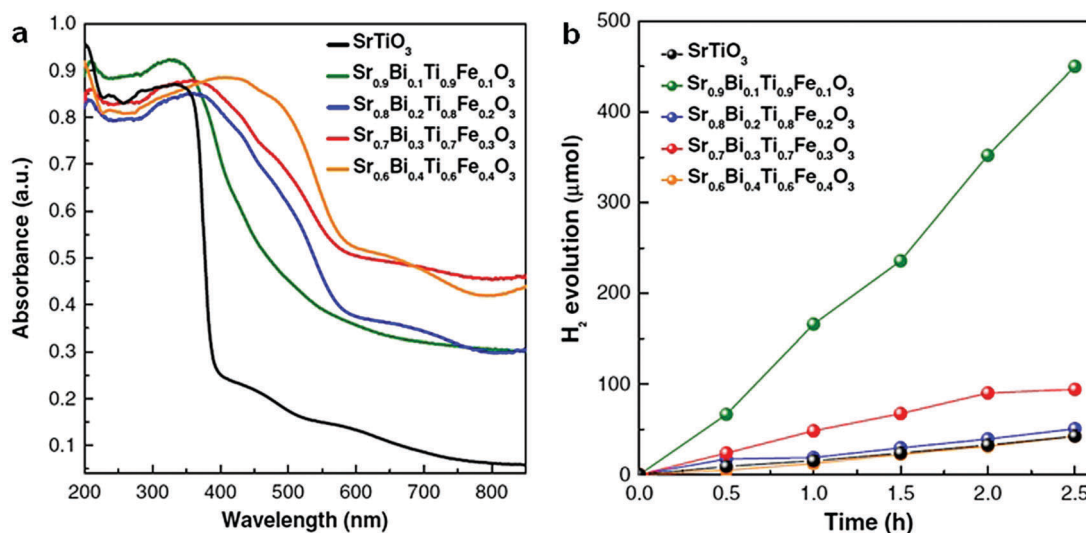 a
Absorbance (a.u.)
1.0
0.9
0.8
0.7
0.6
0.5
0.4
0.3
0.2
0.1
200 300 400 500 600 700 800
Wavelength (nm)
SrTiO₃
Sr₀.₉Bi₀.₁Ti₀.₉Fe₀.₁O₃
Sr₀.₈Bi₀.₂Ti₀.₈Fe₀.₂O₃
Sr₀.₇Bi₀.₃Ti₀.₇Fe₀.₃O₃
Sr₀.₆Bi₀.₄Ti₀.₆Fe₀.₄O₃
b
H₂ evolution (μmol)
500
400
300
200
100
0
0.0 0.5 1.0 1.5 2.0 2.5
Time (h)
SrTiO₃
Sr₀.₉Bi₀.₁Ti₀.₉Fe₀.₁O₃
Sr₀.₈Bi₀.₂Ti₀.₈Fe₀.₂O₃
Sr₀.₇Bi₀.₃Ti₀.₇Fe₀.₃O₃
Sr₀.₆Bi₀.₄Ti₀.₆Fe₀.₄O₃